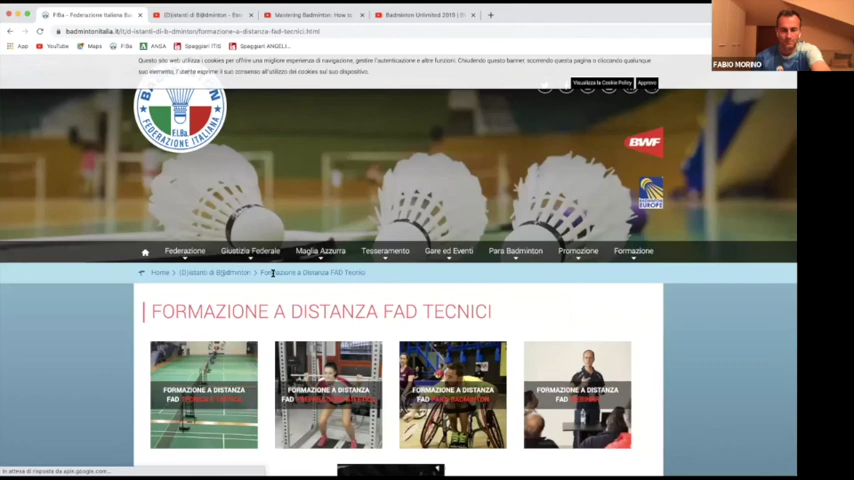 F.I.Ba - Federazione Italiana Ba
(D)istanti di B@dminton - Ele
Mastering Badminton: How to
Badminton Unlimited 2019 |
badmintonitalia.it/it/d-istanti-di-b-dminton/formazione-a-distanza-fad-tecnici.html
App YouTube Maps FIBa ANSA Spaggiari ITIS Spaggiari ANGELI...
FABIO MORINO
Questo sito web utilizza i cookies per offrire una migliore esperienza di navigazione, gestire l'autenticazione e altre funzioni. Chiudendo questo banner, scorrendo questa pagina o cliccando qualunque
suo elemento, l'utente esprime il suo consenso all'utilizzo dei cookies sul suo dispositivo.
Visualizza la Cookie Policy Approvo
F.I.Ba.
FEDERAZIONE ITALIANA
BWF
BADMINTON
EUROPE
Federazione Giustizia Federale Maglia Azzurra Tesseramento Gare ed Eventi Para Badminton Promozione Formazione
Home > (D)istanti di B@dminton > Formazione a Distanza FAD Tecnici
FORMAZIONE A DISTANZA FAD TECNICI
FORMAZIONE A DISTANZA
FAD TECNICA E TATTICA
FORMAZIONE A DISTANZA
FAD PREPARAZIONE ATLETICA
FORMAZIONE A DISTANZA
FAD PARA-BADMINTON
FORMAZIONE A DISTANZA
FAD WEBINAR
in attesa di risposta da apis.google.com...